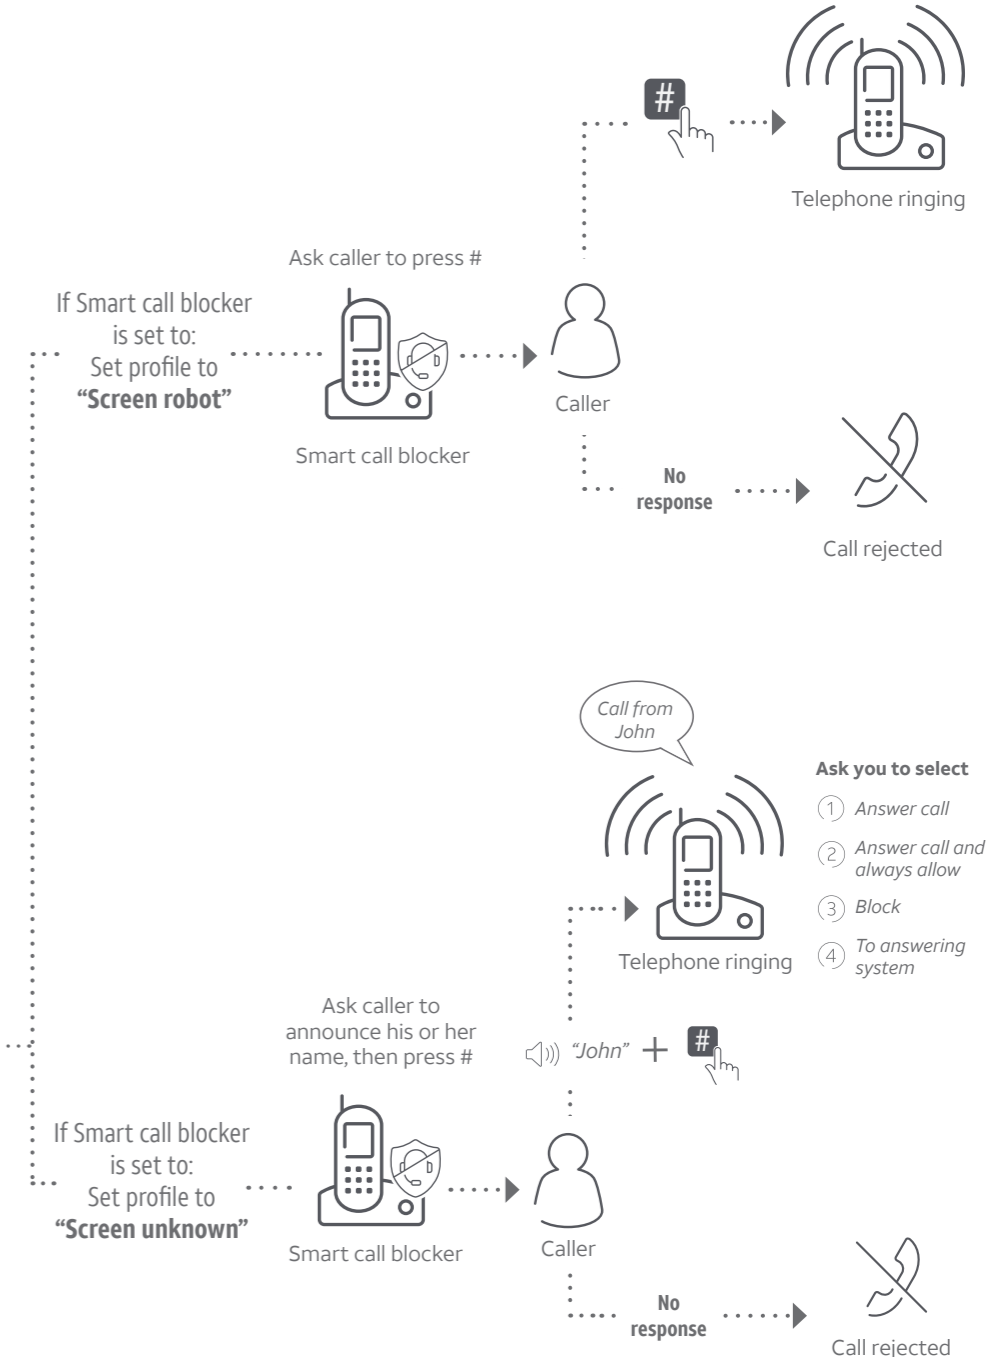 #
Telephone ringing
Ask caller to press #
If Smart call blocker
is set to:
Set profile to
“Screen robot”
Smart call blocker
Caller
No
response
Call rejected
Call from
John
Telephone ringing
Ask you to select
1 Answer call
2 Answer call and
always allow
3 Block
4 To answering
system
Ask caller to
announce his or her
name, then press #
“John” + #
If Smart call blocker
is set to:
Set profile to
“Screen unknown”
Smart call blocker
Caller
No
response
Call rejected